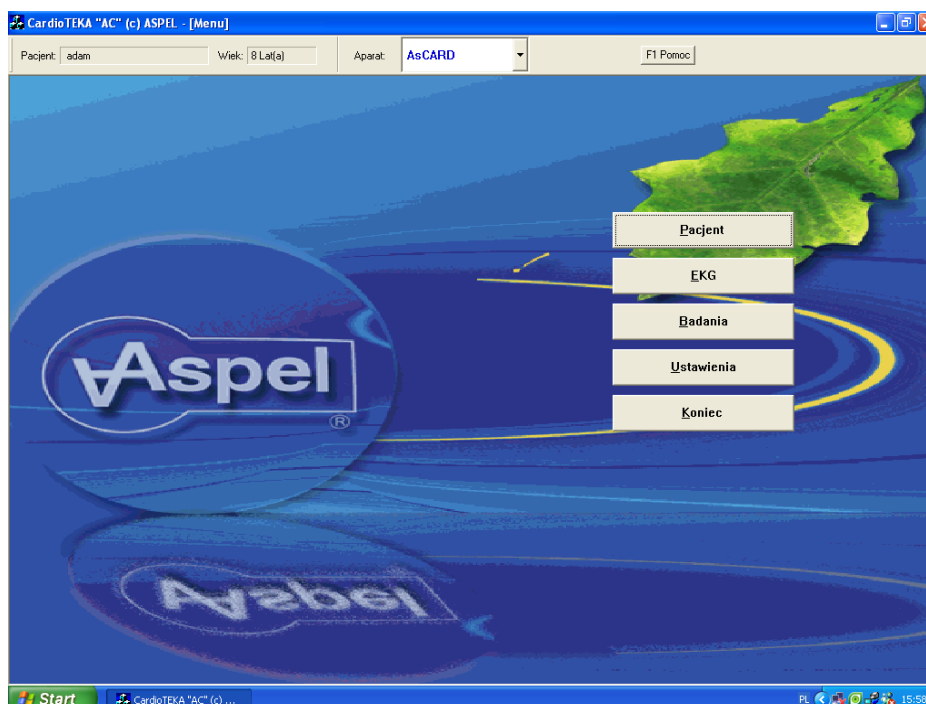 CardioTEKA "AC" (c) ASPEL - [Menu]
Pacjent: adam Wiek: 8 Lat(a) Aparat: AsCARD F1 Pomoc
Pacjent
EKG
Badania
Ustawienia
Koniec
Aspel
®
Aspel
Start CardioTEKA "AC" (c) ... PL 15:58